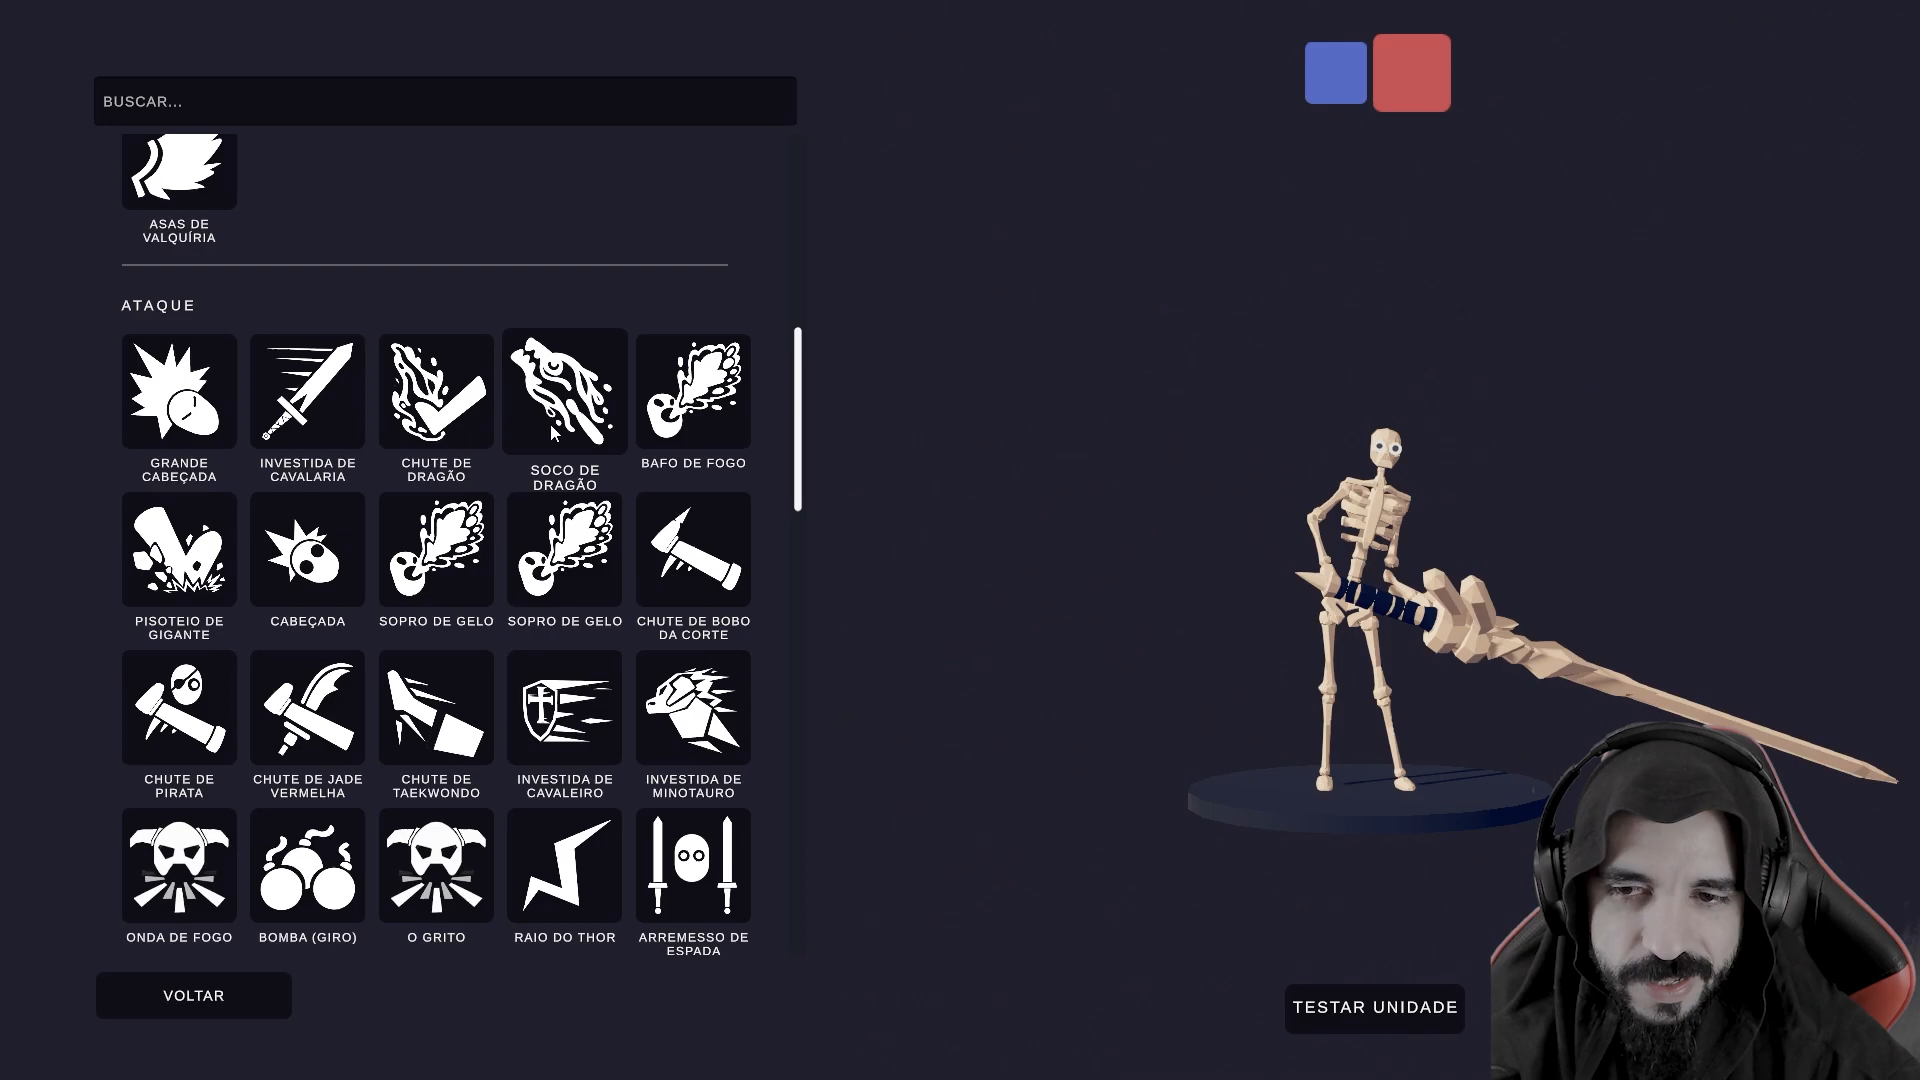 BUSCAR...
ASAS DE
VALQUÍRIA
ATAQUE
GRANDE
CABEÇADA
INVESTIDA DE
CAVALARIA
CHUTE DE
DRAGÃO
SOCO DE
DRAGÃO
BAFO DE FOGO
PISOTEIO DE
GIGANTE
CABEÇADA
SOPRO DE GELO
SOPRO DE GELO
CHUTE DE BOBO
DA CORTE
CHUTE DE
PIRATA
CHUTE DE JADE
VERMELHA
CHUTE DE
TAEKWONDO
INVESTIDA DE
CAVALEIRO
INVESTIDA DE
MINOTAURO
ONDA DE FOGO
BOMBA (GIRO)
O GRITO
RAIO DO THOR
ARREMESSO DE
ESPADA
VOLTAR
TESTAR UNIDADE